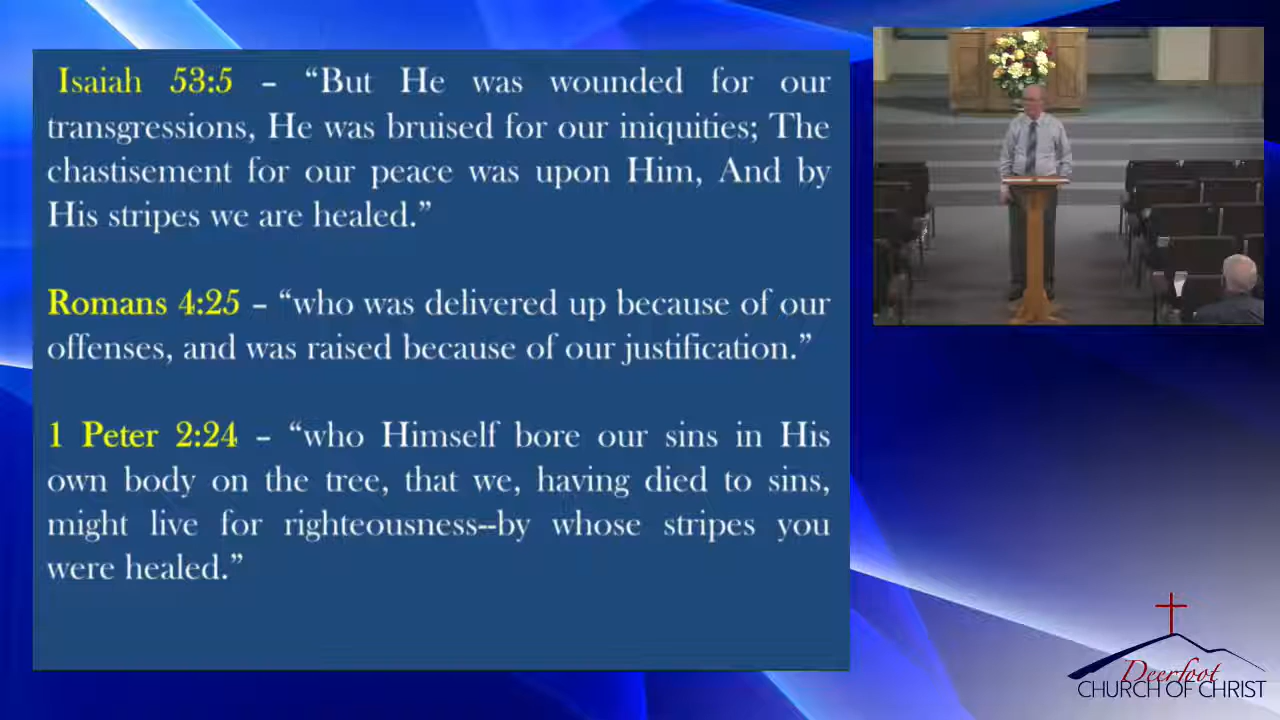 Isaiah 53:5 – “But He was wounded for our
transgressions, He was bruised for our iniquities; The
chastisement for our peace was upon Him, And by
His stripes we are healed.”
Romans 4:25 – “who was delivered up because of our
offenses, and was raised because of our justification.”
1 Peter 2:24 – “who Himself bore our sins in His
own body on the tree, that we, having died to sins,
might live for righteousness--by whose stripes you
were healed.”
Deerfoot
CHURCH OF CHRIST